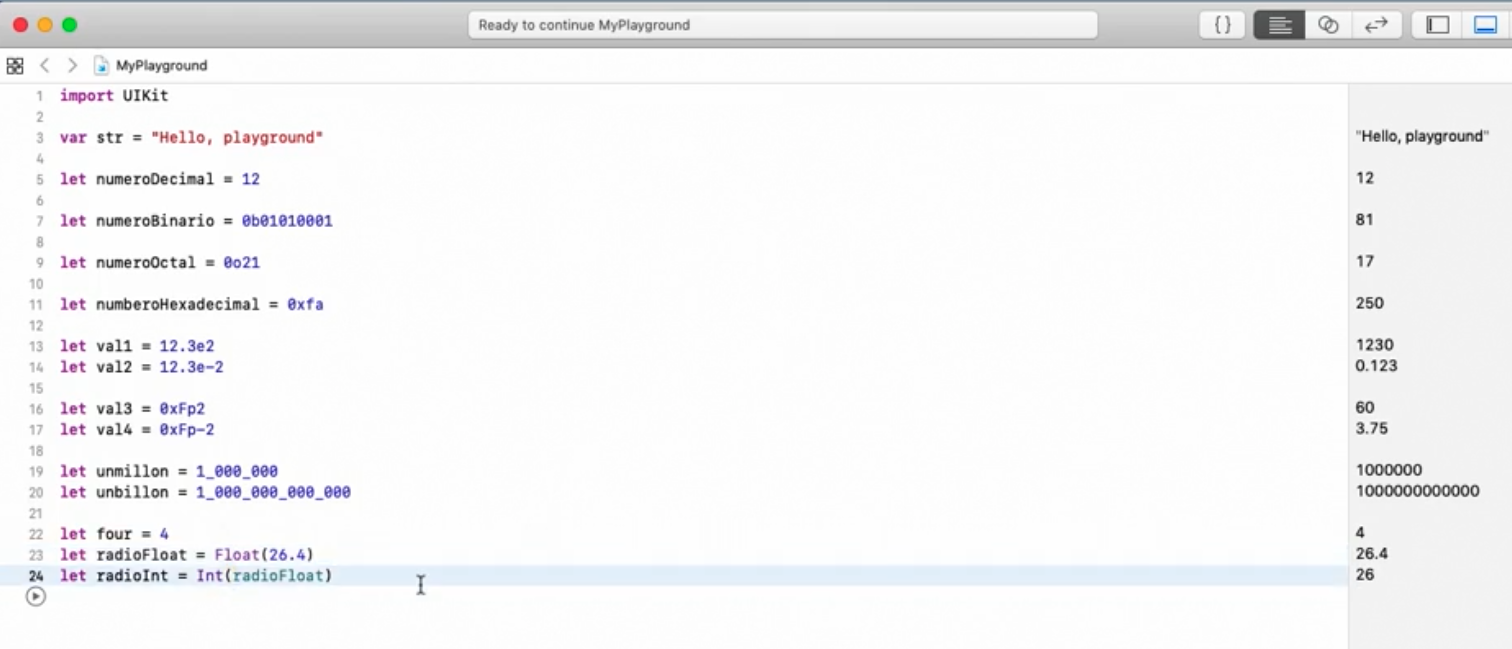 Ready to continue MyPlayground
{ }
MyPlayground
1 import UIKit
2
3 var str = "Hello, playground"
"Hello, playground"
4
5 let numeroDecimal = 12
12
6
7 let numeroBinario = 0b01010001
81
8
9 let numeroOctal = 0o21
17
10
11 let numberoHexadecimal = 0xfa
250
12
13 let val1 = 12.3e2
1230
14 let val2 = 12.3e-2
0.123
15
16 let val3 = 0xFp2
60
17 let val4 = 0xFp-2
3.75
18
19 let unmillon = 1_000_000
1000000
20 let unbillon = 1_000_000_000_000
1000000000000
21
22 let four = 4
4
23 let radioFloat = Float(26.4)
26.4
24 let radioInt = Int(radioFloat)
26